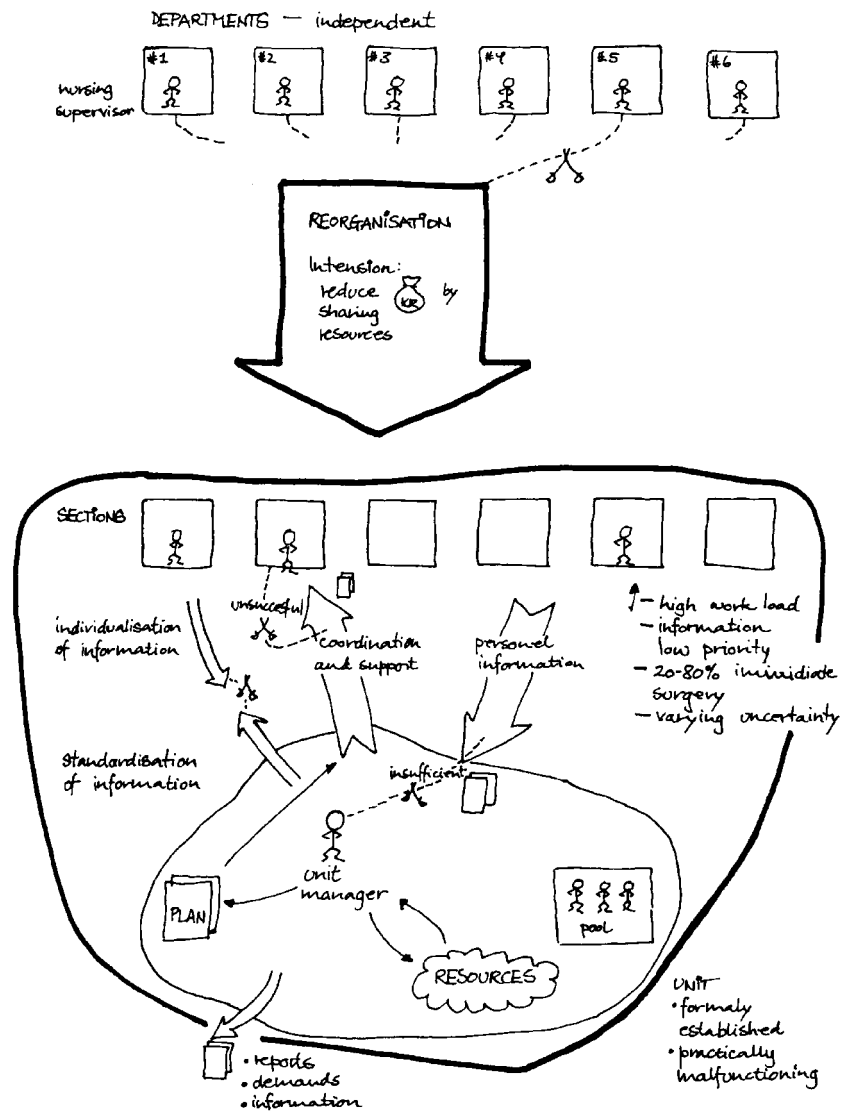 DEPARTMENTS — independent
#1
#2
#3
#4
#5
#6
nursing
supervisor
REORGANISATION
Intension:
reduce KR by
sharing
resources
SECTIONS
unsuccesful
individualisation
of information
coordination
and support
personel
information
– high work load
– information
low priority
– 20-80% immidiate
surgery
– varying uncertainty
Standardisation
of information
insufficient
unit
manager
PLAN
pool
RESOURCES
UNIT
• formaly
established
• practically
malfunctioning
• reports
• demands
• information